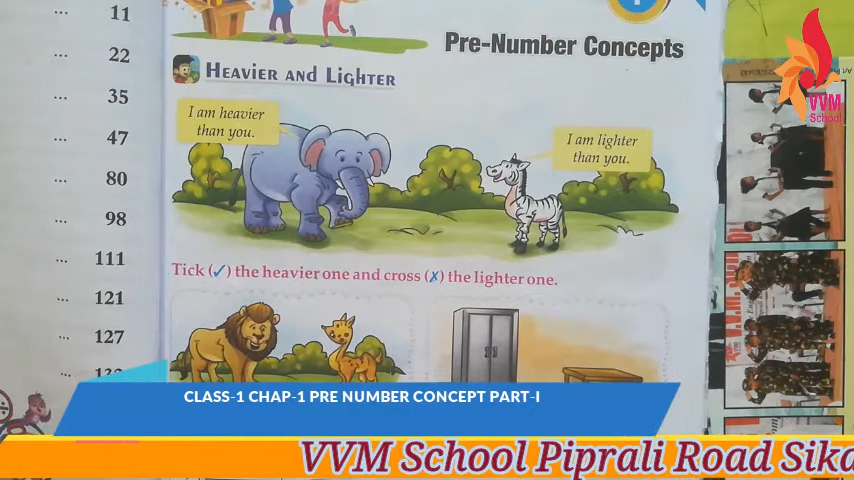 ... 11
... 22
... 35
... 47
... 80
... 98
... 111
... 121
... 127
Pre-Number Concepts
HEAVIER AND LIGHTER
I am heavier
than you.
I am lighter
than you.
Tick (✓) the heavier one and cross (✗) the lighter one.
VVM
School
CLASS-1 CHAP-1 PRE NUMBER CONCEPT PART-I
VVM School Piprali Road Sika